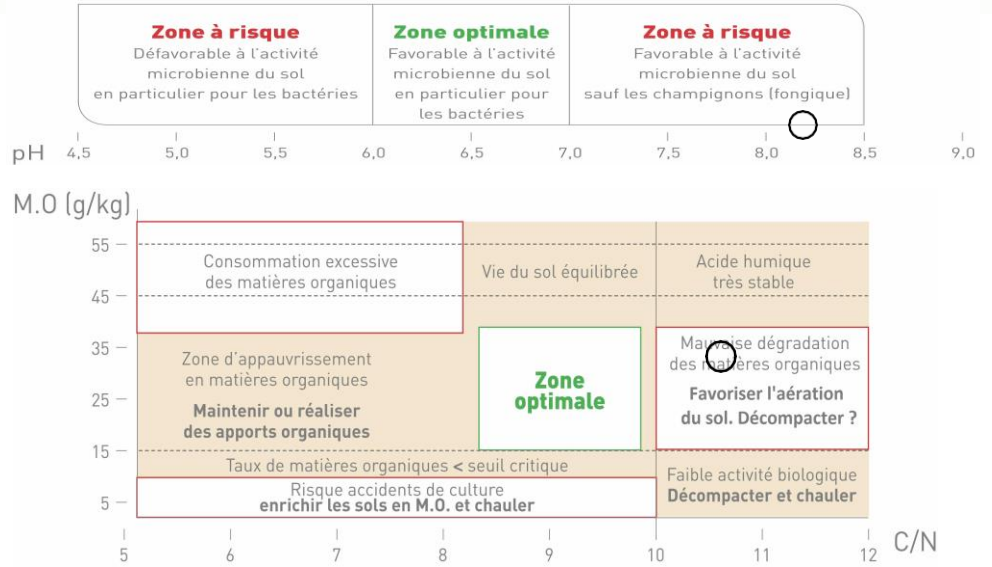 Zone à risque
Défavorable à l'activité
microbienne du sol
en particulier pour les bactéries
Zone optimale
Favorable à l'activité
microbienne du sol
en particulier pour
les bactéries
Zone à risque
Favorable à l'activité
microbienne du sol
sauf les champignons (fongique)
pH 4,5 5,0 5,5 6,0 6,5 7,0 7,5 8,0 8,5 9,0
M.O (g/kg)
55
45
35
25
15
5
Consommation excessive
des matières organiques
Vie du sol équilibrée
Acide humique
très stable
Zone d'appauvrissement
en matières organiques
Maintenir ou réaliser
des apports organiques
Zone
optimale
Mauvaise dégradation
des matières organiques
Favoriser l'aération
du sol. Décompacter ?
Taux de matières organiques < seuil critique
Risque accidents de culture
enrichir les sols en M.O. et chauler
Faible activité biologique
Décompacter et chauler
5 6 7 8 9 10 11 12 C/N